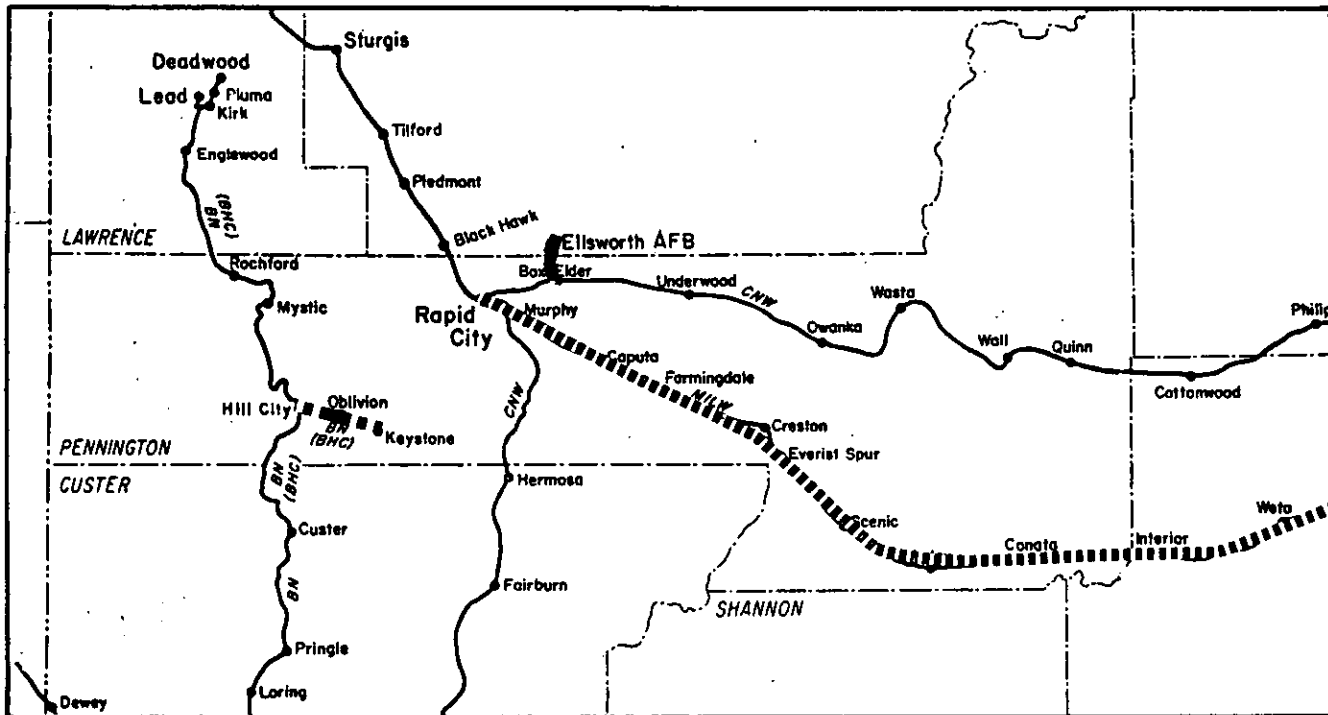 Sturgis
Deadwood
Lead
Pluma
Kirk
Tilford
Englewood
Piedmont
BN
(BHC)
Black Hawk
Ellsworth AFB
LAWRENCE
Rochford
Box Elder
Underwood
CNW
Mystic
Rapid
City
Murphy
Wasta
Philip
Owanka
Wall
Quinn
Caputa
Farmingdale
Cottonwood
CNW
MILW
Hill City
Oblivion
BN
(BHC)
Keystone
Creston
PENNINGTON
Everist Spur
CUSTER
BN
(BHC)
Hermosa
Custer
Scenic
Weta
Conata
Interior
BN
Fairburn
SHANNON
Pringle
Loring
Dewey